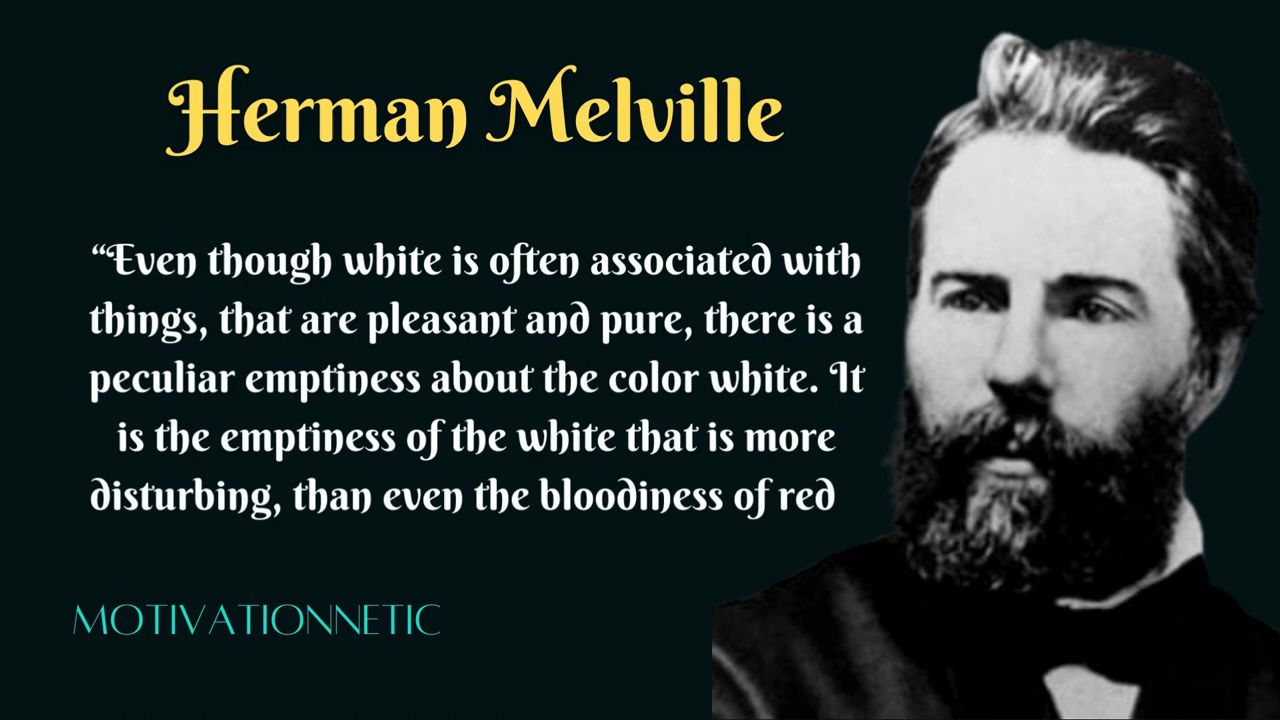 Herman Melville
“Even though white is often associated with
things, that are pleasant and pure, there is a
peculiar emptiness about the color white. It
is the emptiness of the white that is more
disturbing, than even the bloodiness of red
MOTIVATIONNETIC